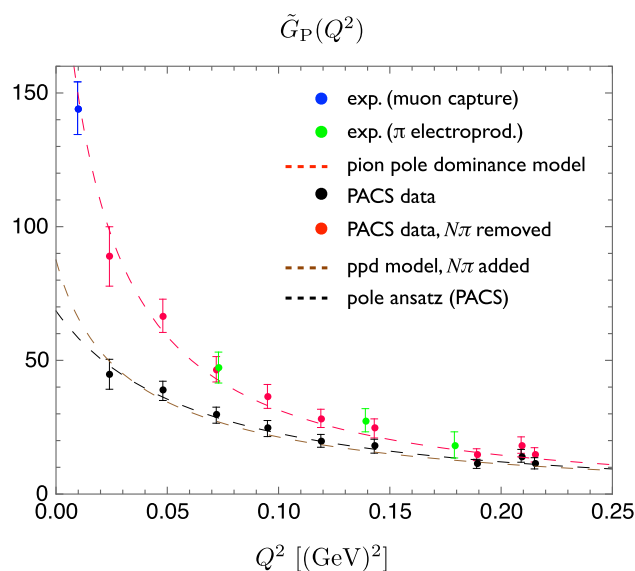 G̃_P(Q²)
150
100
50
0
exp. (muon capture)
exp. (π electroprod.)
pion pole dominance model
PACS data
PACS data, Nπ removed
ppd model, Nπ added
pole ansatz (PACS)
0.00 0.05 0.10 0.15 0.20 0.25
Q² [(GeV)²]